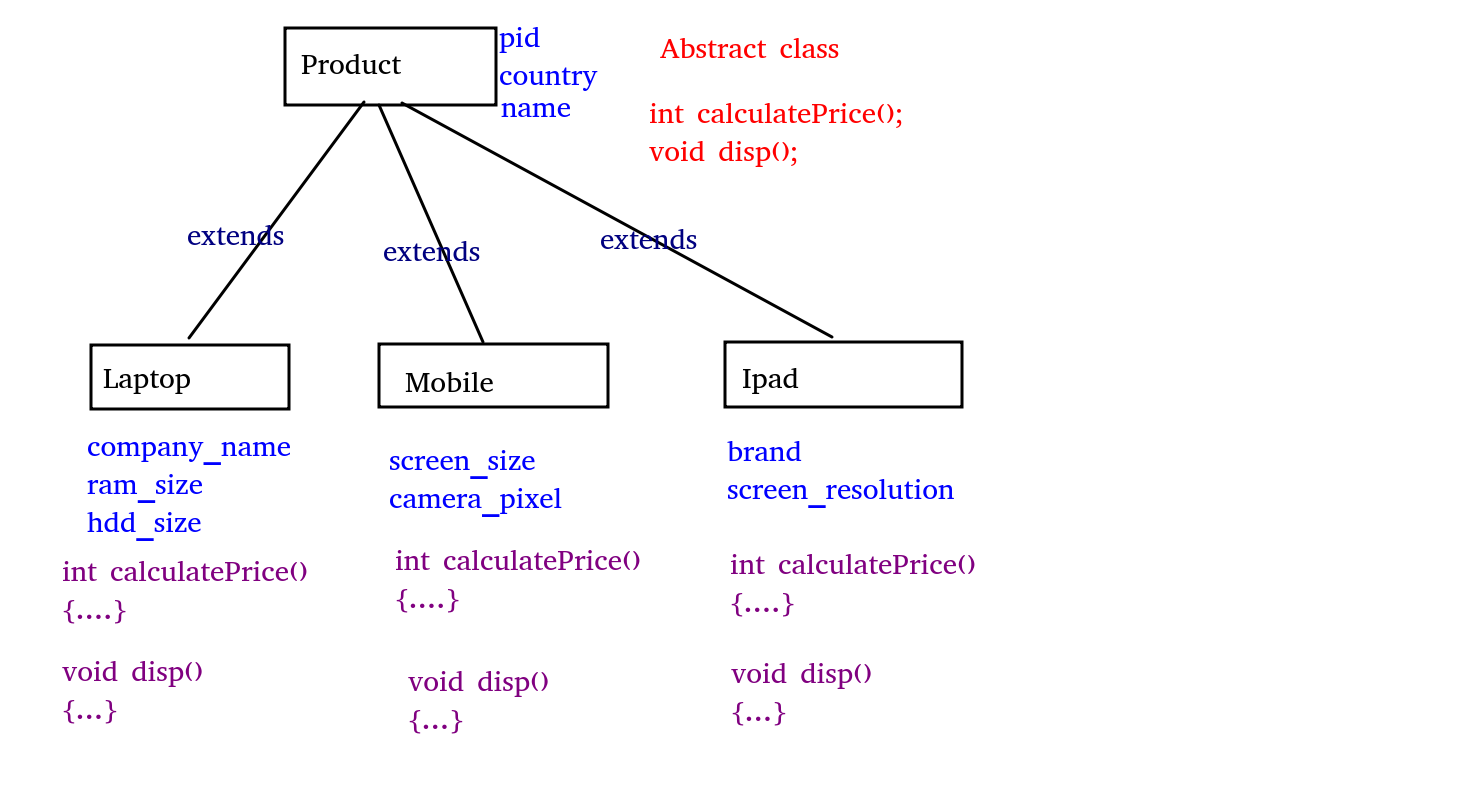 Product
pid
country
name
Abstract class
int calculatePrice();
void disp();
extends
extends
extends
Laptop
company_name
ram_size
hdd_size
int calculatePrice()
{....}
void disp()
{...}
Mobile
screen_size
camera_pixel
int calculatePrice()
{....}
void disp()
{...}
Ipad
brand
screen_resolution
int calculatePrice()
{....}
void disp()
{...}